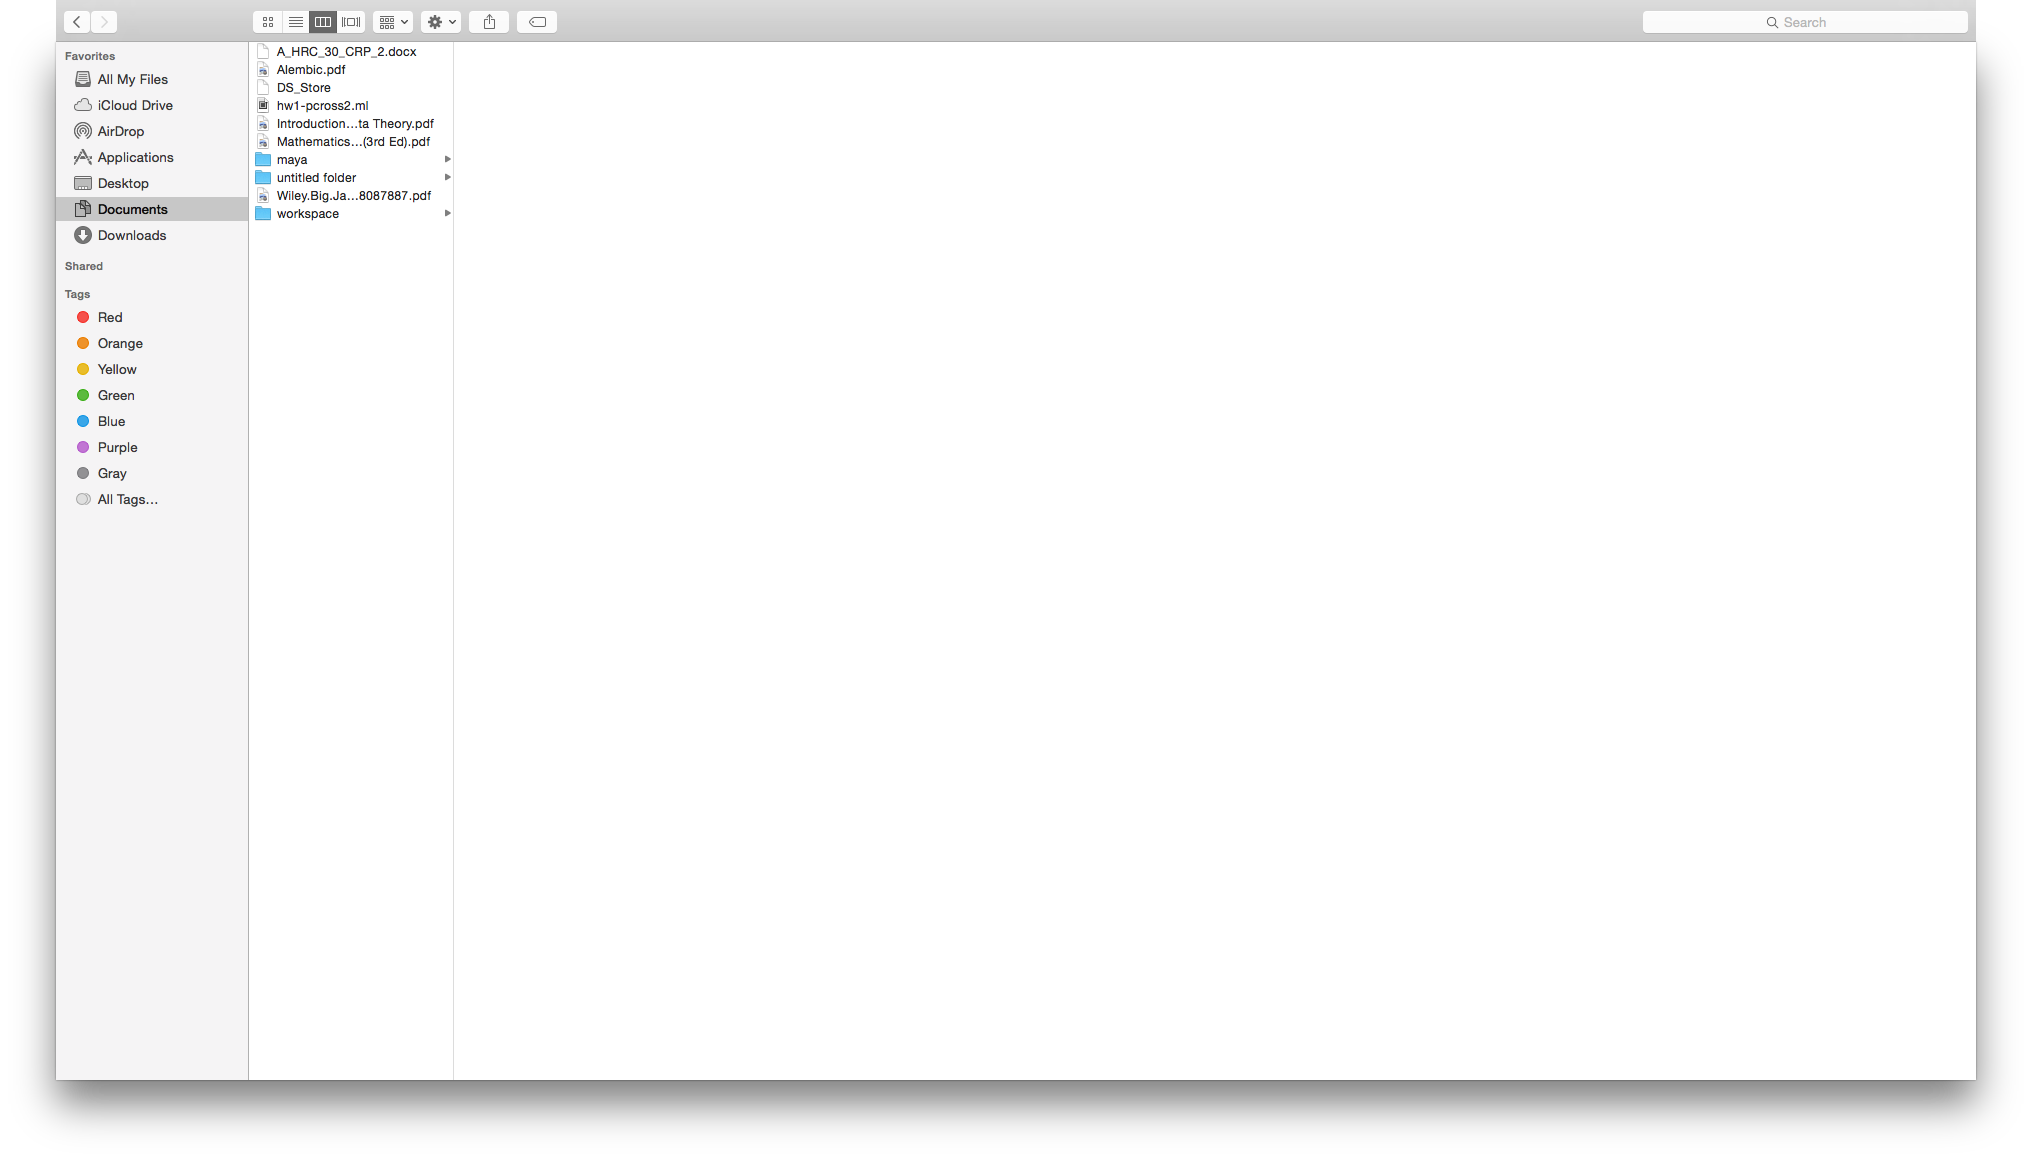 Search
Favorites
All My Files
iCloud Drive
AirDrop
Applications
Desktop
Documents
Downloads
Shared
Tags
Red
Orange
Yellow
Green
Blue
Purple
Gray
All Tags...
A_HRC_30_CRP_2.docx
Alembic.pdf
DS_Store
hw1-pcross2.ml
Introduction...ta Theory.pdf
Mathematics...(3rd Ed).pdf
maya
untitled folder
Wiley.Big.Ja...8087887.pdf
workspace